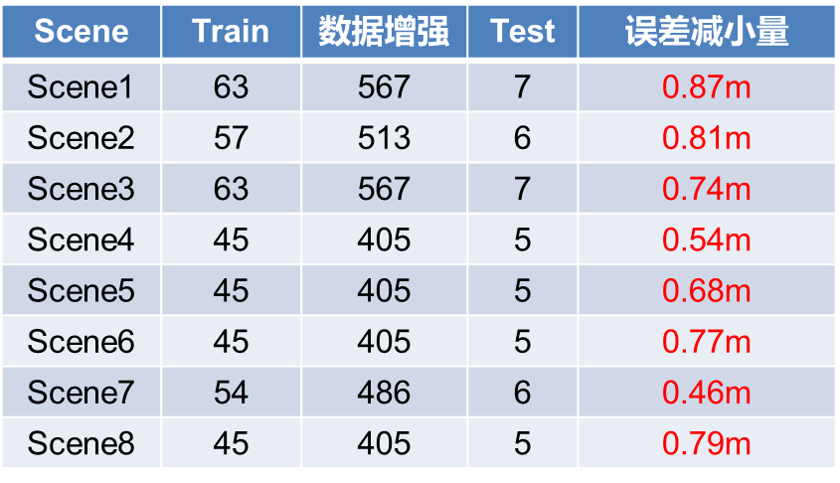 Scene Train 数据增强 Test 误差减小量
Scene1 63 567 7 0.87m
Scene2 57 513 6 0.81m
Scene3 63 567 7 0.74m
Scene4 45 405 5 0.54m
Scene5 45 405 5 0.68m
Scene6 45 405 5 0.77m
Scene7 54 486 6 0.46m
Scene8 45 405 5 0.79m